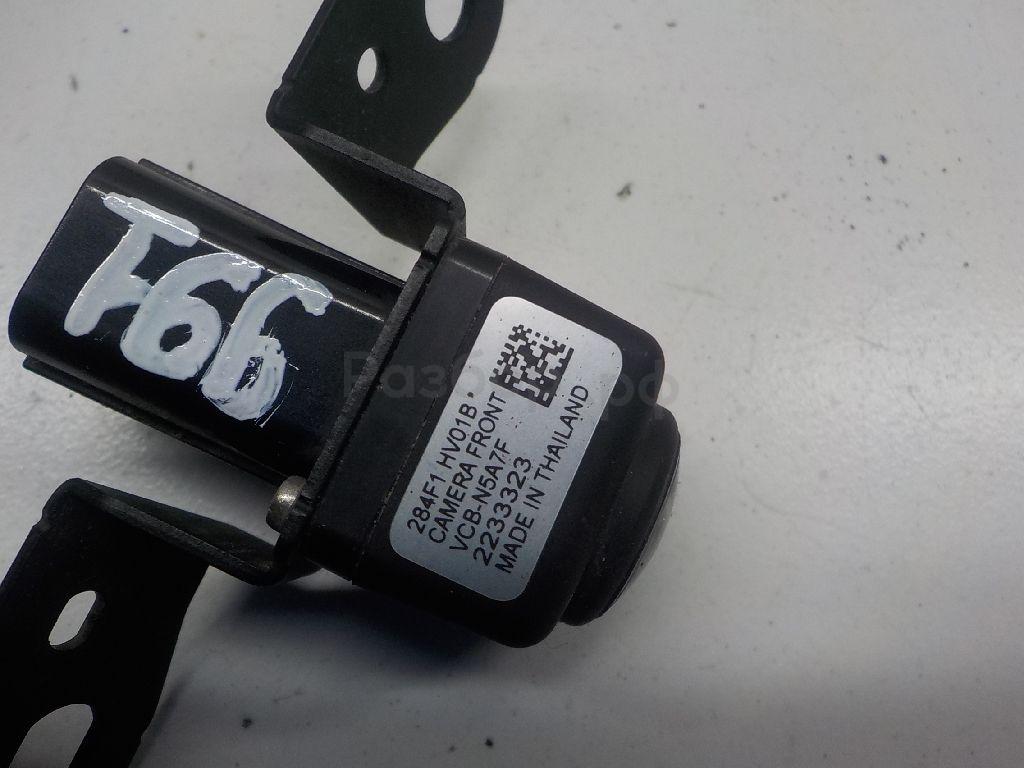 T66
284F1 HV01B
CAMERA FRONT
VCB-N5A7F
2233323
MADE IN THAILAND